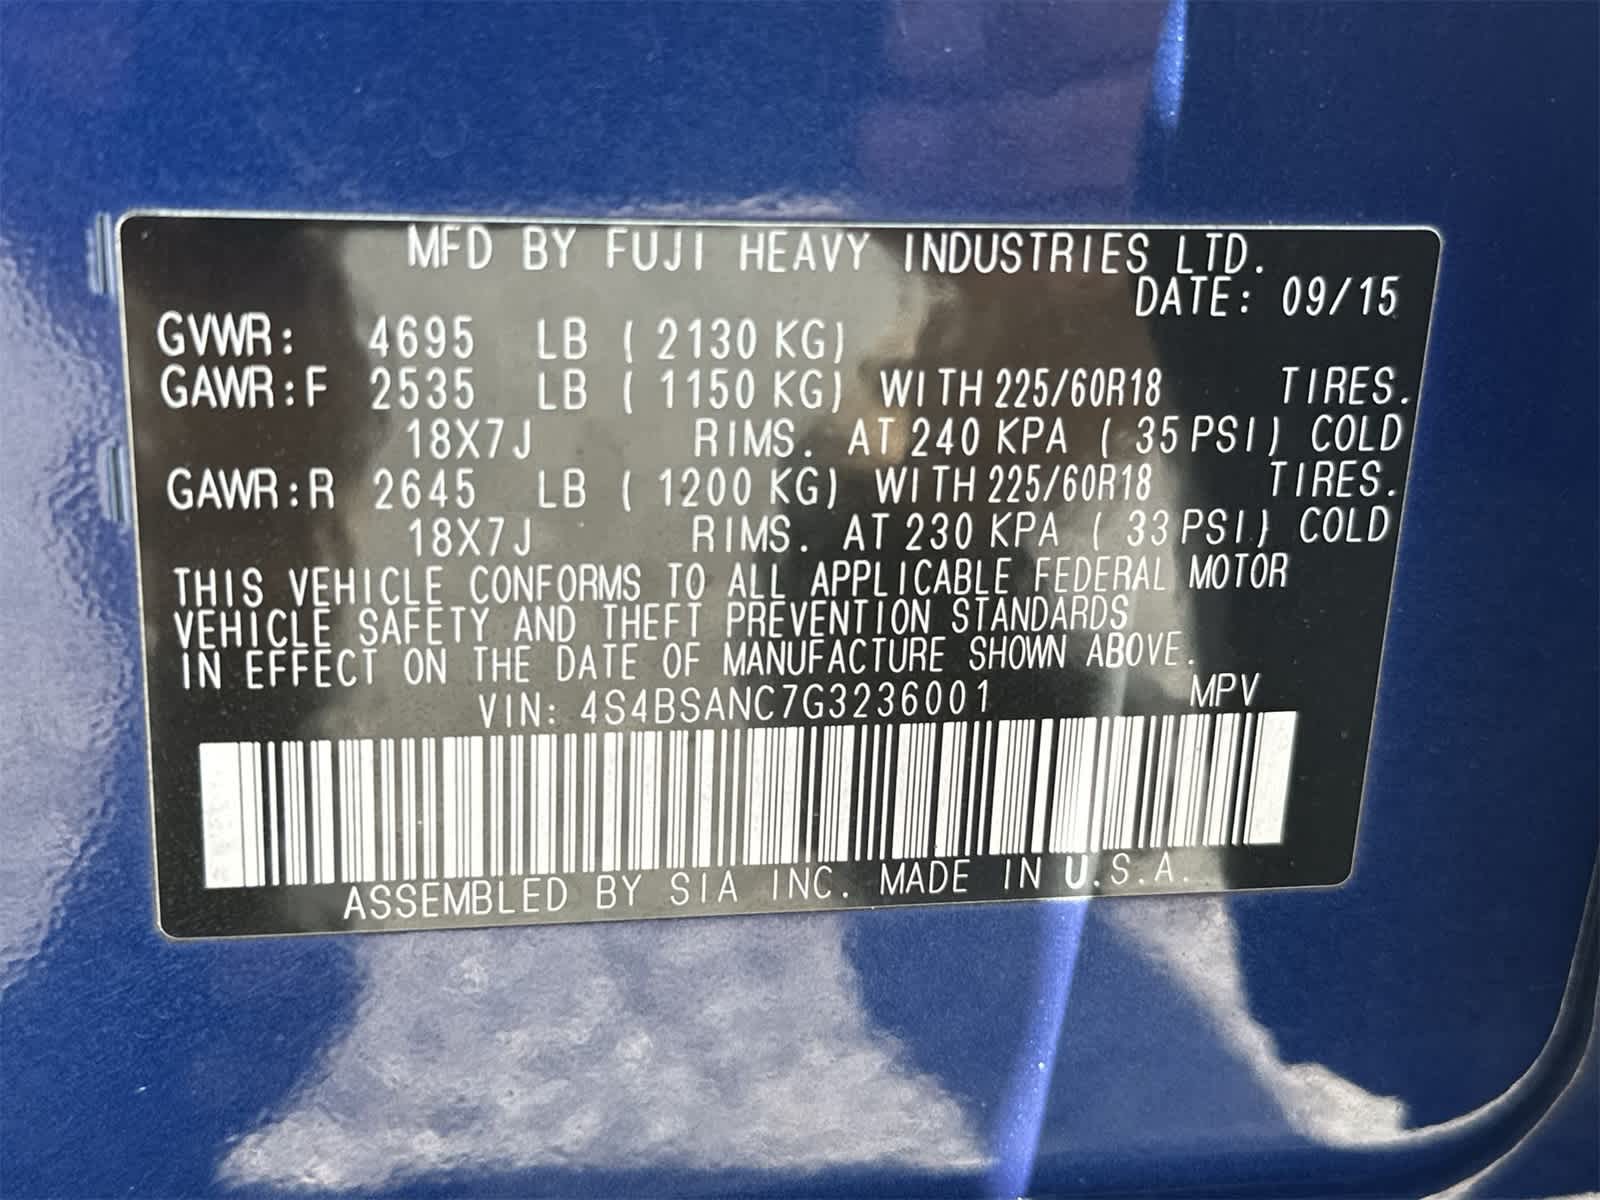 MFD BY FUJI HEAVY INDUSTRIES LTD.
DATE: 09/15
GVWR: 4695 LB ( 2130 KG)
GAWR:F 2535 LB ( 1150 KG) WITH 225/60R18 TIRES.
18X7J RIMS. AT 240 KPA ( 35 PSI) COLD
GAWR:R 2645 LB ( 1200 KG) WITH 225/60R18 TIRES.
18X7J RIMS. AT 230 KPA ( 33 PSI) COLD
THIS VEHICLE CONFORMS TO ALL APPLICABLE FEDERAL MOTOR
VEHICLE SAFETY AND THEFT PREVENTION STANDARDS
IN EFFECT ON THE DATE OF MANUFACTURE SHOWN ABOVE.
VIN: 4S4BSANC7G3236001 MPV
ASSEMBLED BY SIA INC. MADE IN U.S.A.